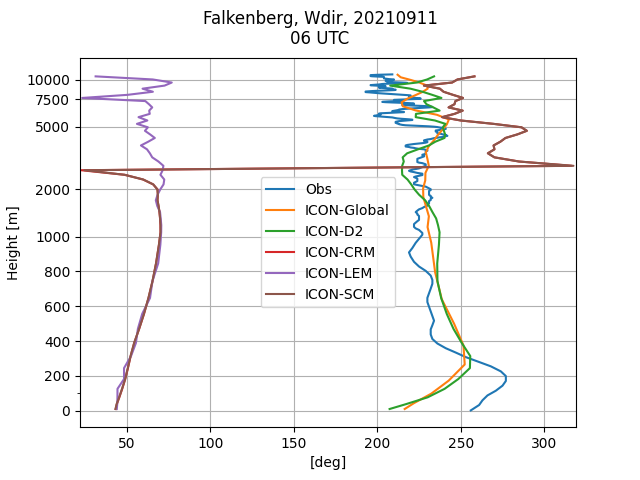 Falkenberg, Wdir, 20210911
06 UTC
Height [m]
10000
7500
5000
2000
1000
800
600
400
200
0
Obs
ICON-Global
ICON-D2
ICON-CRM
ICON-LEM
ICON-SCM
50
100
150
200
250
300
[deg]